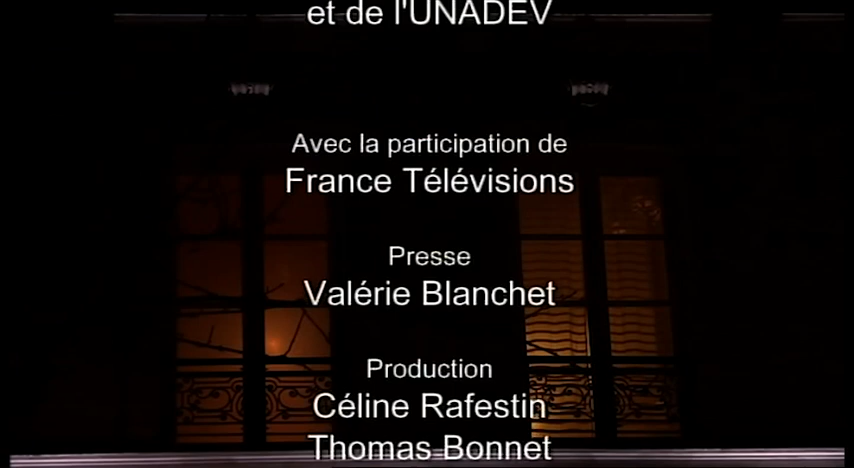 et de l'UNADEV
Avec la participation de
France Télévisions
Presse
Valérie Blanchet
Production
Céline Rafestin
Thomas Bonnet